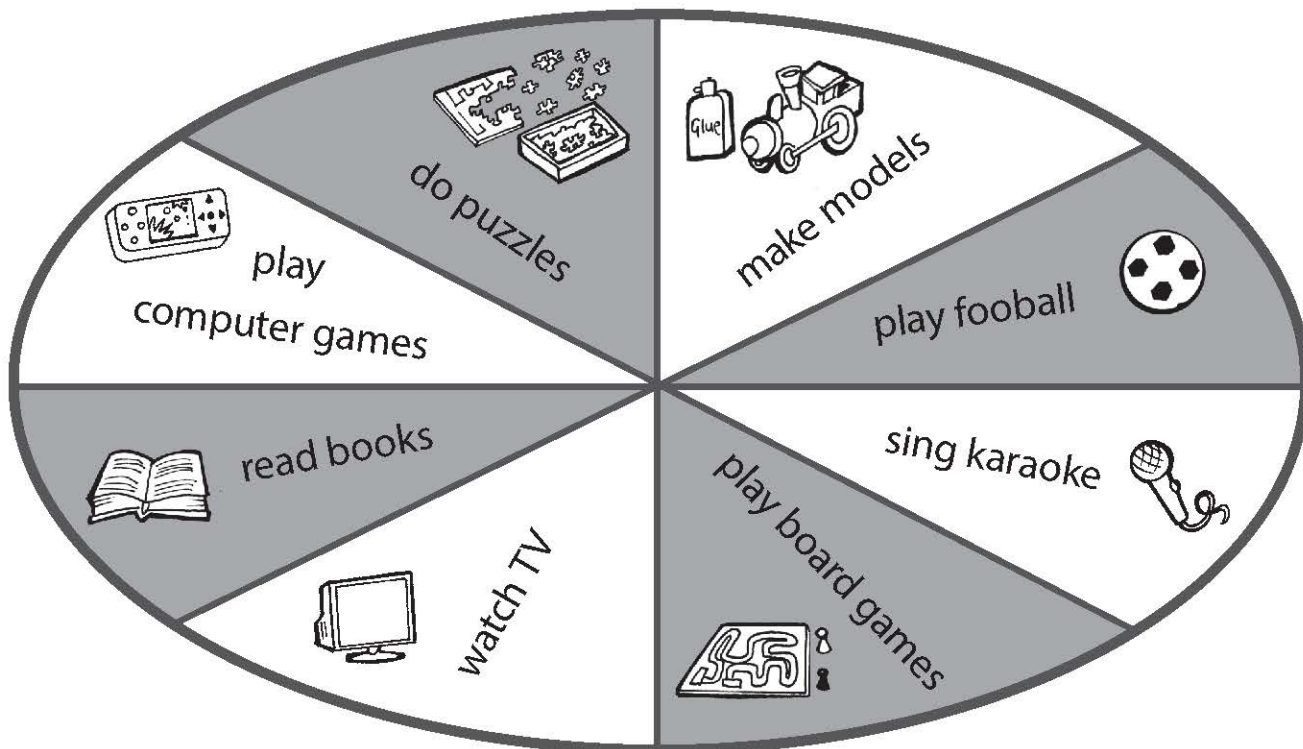 do puzzles
Glue
make models
play
computer games
play fooball
read books
sing karaoke
watch TV
play board games